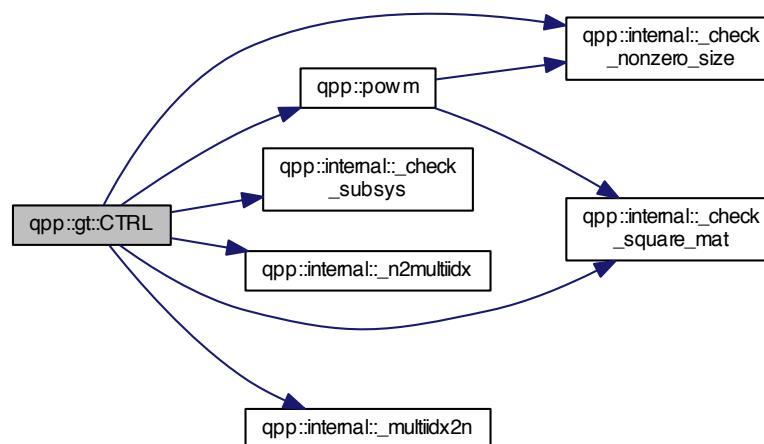 qpp::internal::_check
_nonzero_size
qpp::powm
qpp::internal::_check
_subsys
qpp::gt::CTRL
qpp::internal::_check
_square_mat
qpp::internal::_n2multiidx
qpp::internal::_multiidx2n